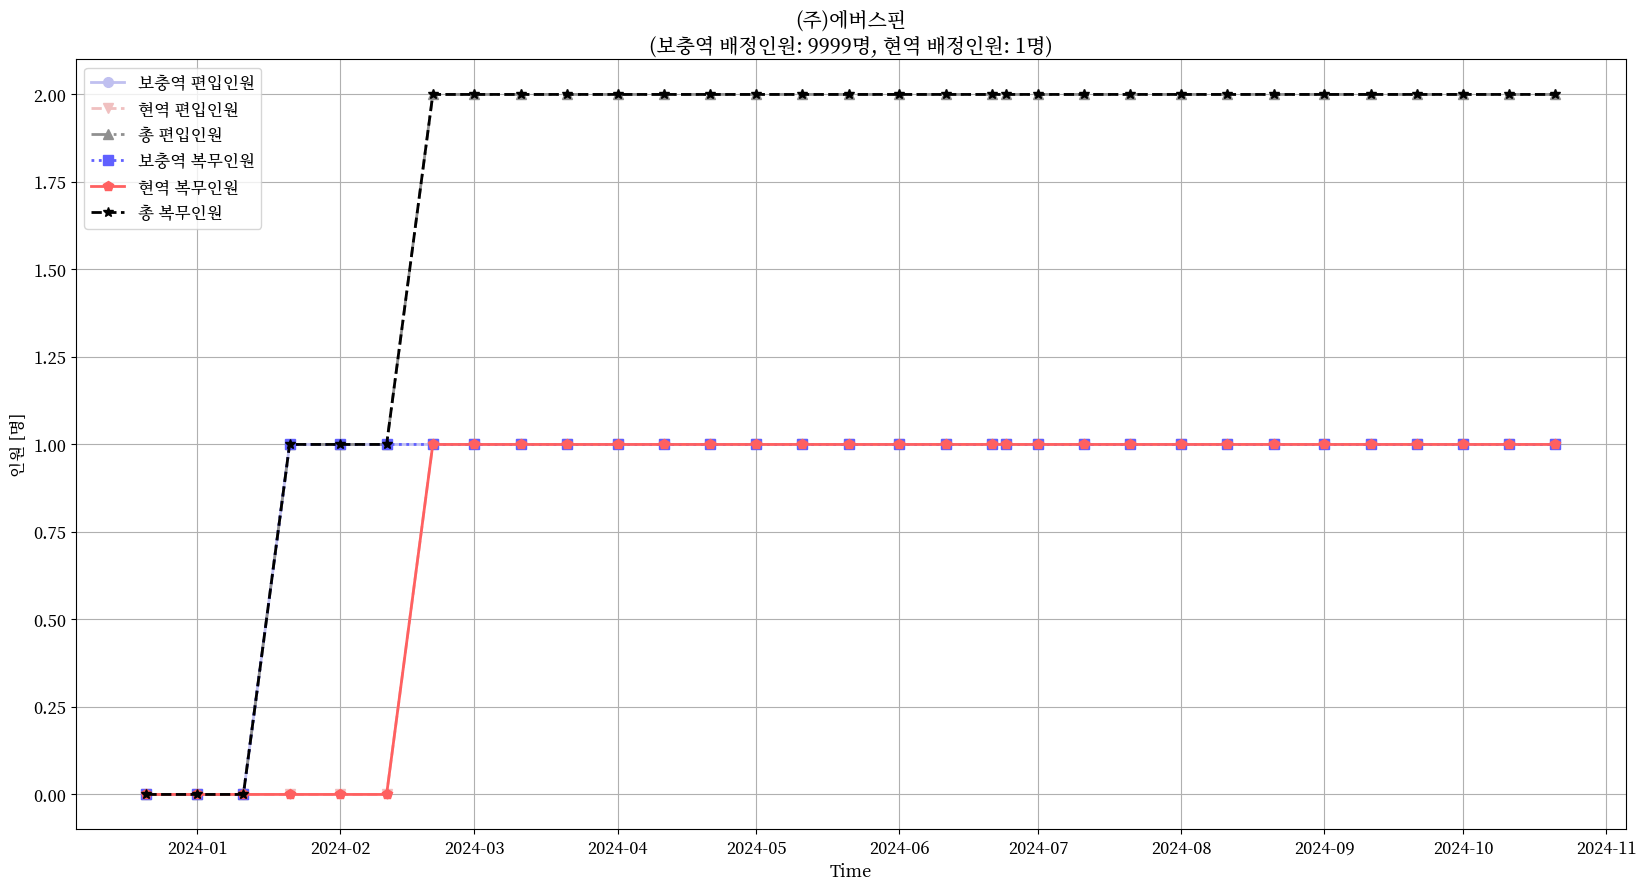 (주)에버스핀
(보충역 배정인원: 9999명, 현역 배정인원: 1명)
보충역 편입인원
현역 편입인원
총 편입인원
보충역 복무인원
현역 복무인원
총 복무인원
2.00
1.75
1.50
1.25
1.00
0.75
0.50
0.25
0.00
인원 [명]
2024-01 2024-02 2024-03 2024-04 2024-05 2024-06 2024-07 2024-08 2024-09 2024-10 2024-11
Time